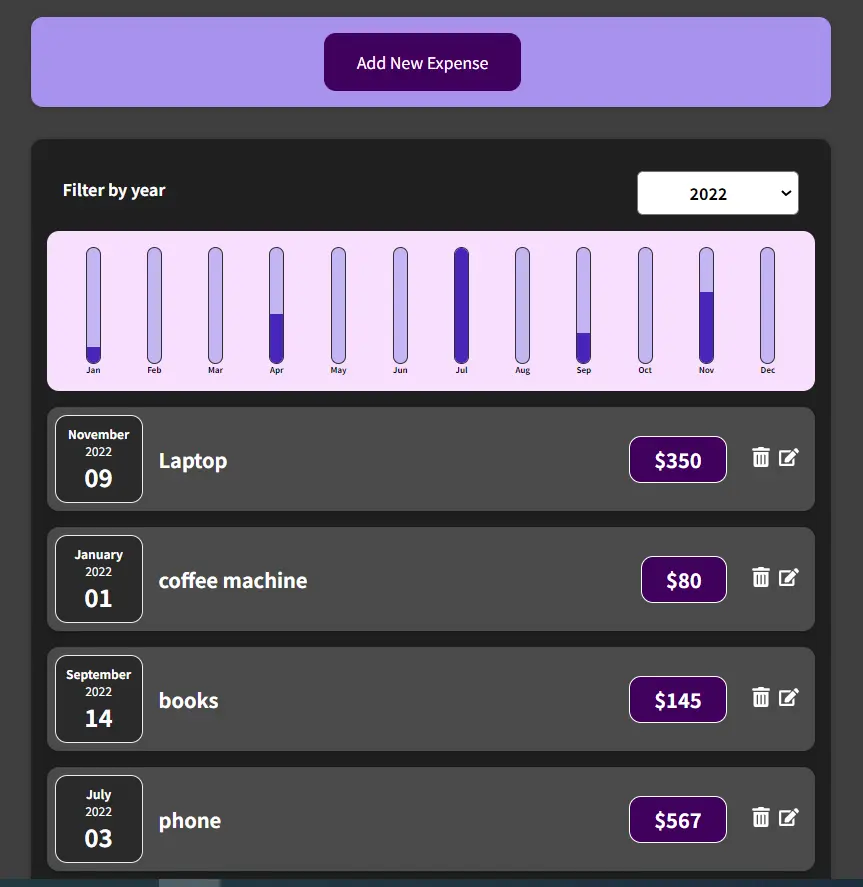 Add New Expense
Filter by year
2022
Jan Feb Mar Apr May Jun Jul Aug Sep Oct Nov Dec
November
2022
09
Laptop
$350
January
2022
01
coffee machine
$80
September
2022
14
books
$145
July
2022
03
phone
$567